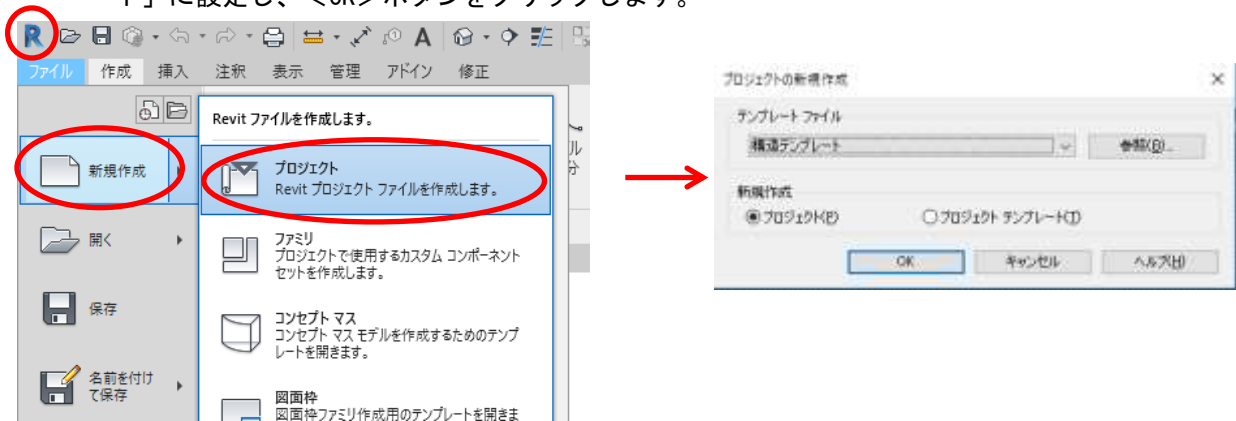 ト」に設定し、<OK>ボタンをクリックします。
R A
ファイル 作成 挿入 注釈 表示 管理 アドイン 修正
Revit ファイルを作成します。
新規作成
プロジェクト
Revit プロジェクト ファイルを作成します。
開く
ファミリ
プロジェクトで使用するカスタム コンポーネント
セットを作成します。
保存
コンセプト マス
コンセプト マス モデルを作成するためのテンプ
レートを開きます。
名前を付け
て保存
図面枠
図面枠ファミリ作成用のテンプレートを開きま
ル
分
プロジェクトの新規作成
テンプレート ファイル
構造テンプレート 参照(B)...
新規作成
プロジェクト(P) プロジェクト テンプレート(T)
OK キャンセル ヘルプ(H)